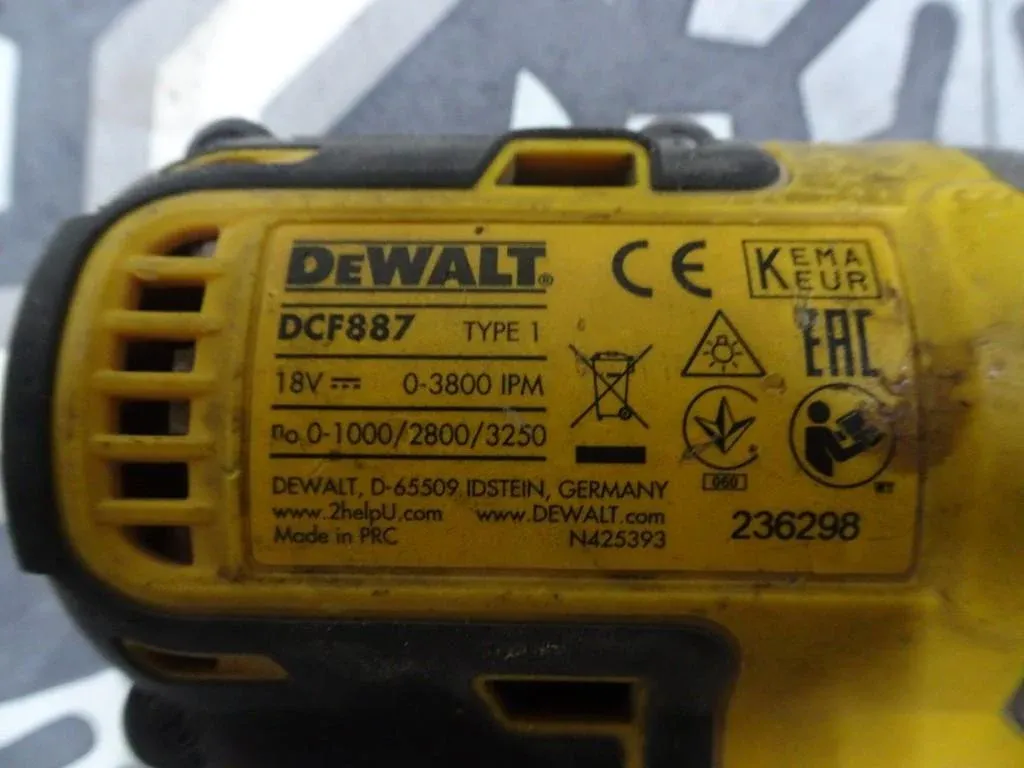 DEWALT®
CE
KEMA
KEUR
DCF887 TYPE 1
EAC
18V 0-3800 IPM
no 0-1000/2800/3250
060
DEWALT, D-65509 IDSTEIN, GERMANY
www.2helpU.com www.DEWALT.com
Made in PRC N425393
236298